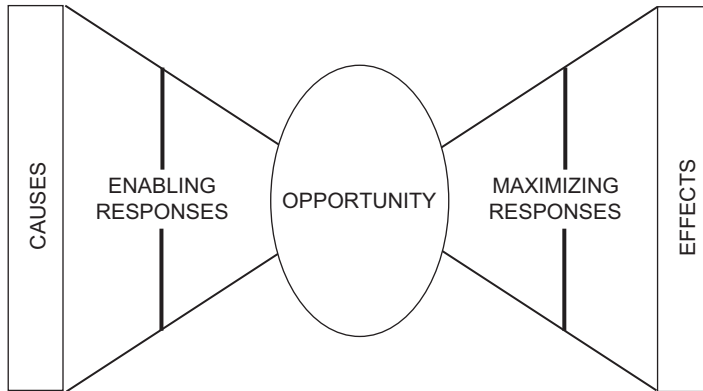 CAUSES
ENABLING
RESPONSES
OPPORTUNITY
MAXIMIZING
RESPONSES
EFFECTS